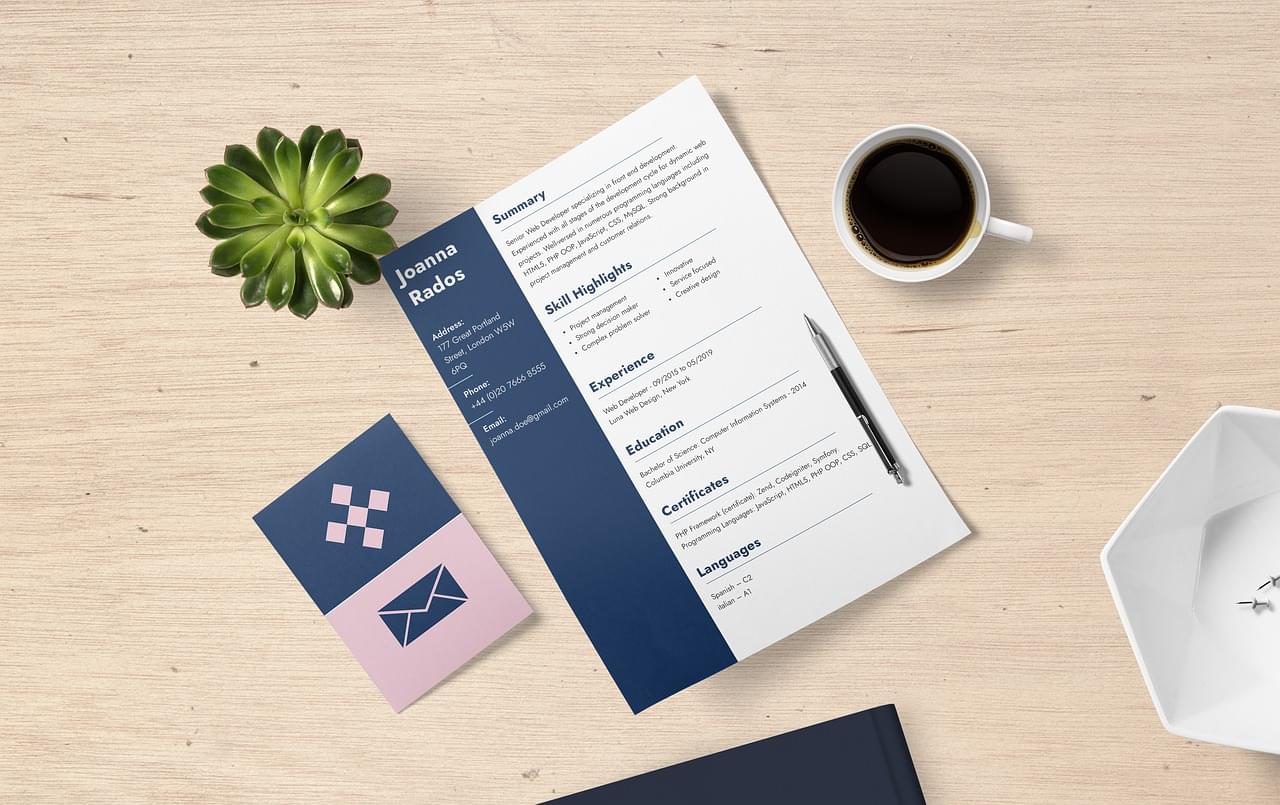 Joanna
Rados
Address:
177 Great Portland
Street, London W5W
6PQ
Phone:
+44 (0)20 7666 8555
Email:
joanna.doe@gmail.com
Summary
Senior Web Developer specializing in front end development.
Experienced with all stages of the development cycle for dynamic web
projects. Well-versed in numerous programming languages including
HTML5, PHP OOP, JavaScript, CSS, MySQL. Strong background in
project management and customer relations.
Skill Highlights
• Project management
• Strong decision maker
• Complex problem solver
• Innovative
• Service focused
• Creative design
Experience
Web Developer - 09/2015 to 05/2019
Luna Web Design, New York
Education
Bachelor of Science: Computer Information Systems - 2014
Columbia University, NY
Certificates
PHP Framework (certificate): Zend, Codeigniter, Symfony.
Programming Languages: JavaScript, HTML5, PHP OOP, CSS, SQL
Languages
Spanish – C2
italian – A1